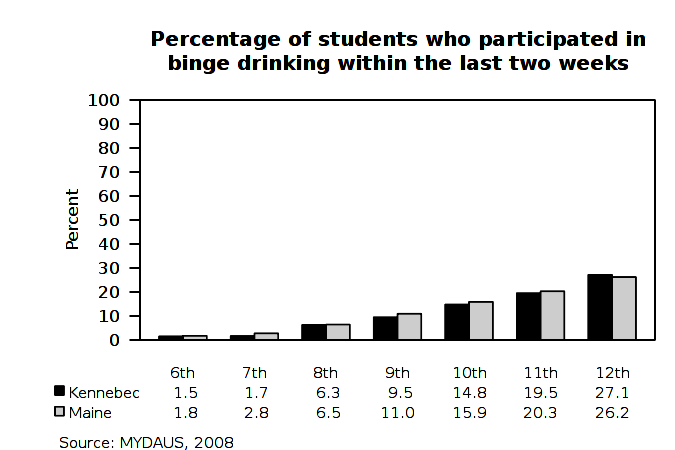 Percentage of students who participated in
binge drinking within the last two weeks
100
90
80
70
60
50
40
30
20
10
0
Percent
6th 7th 8th 9th 10th 11th 12th
Kennebec 1.5 1.7 6.3 9.5 14.8 19.5 27.1
Maine 1.8 2.8 6.5 11.0 15.9 20.3 26.2
Source: MYDAUS, 2008